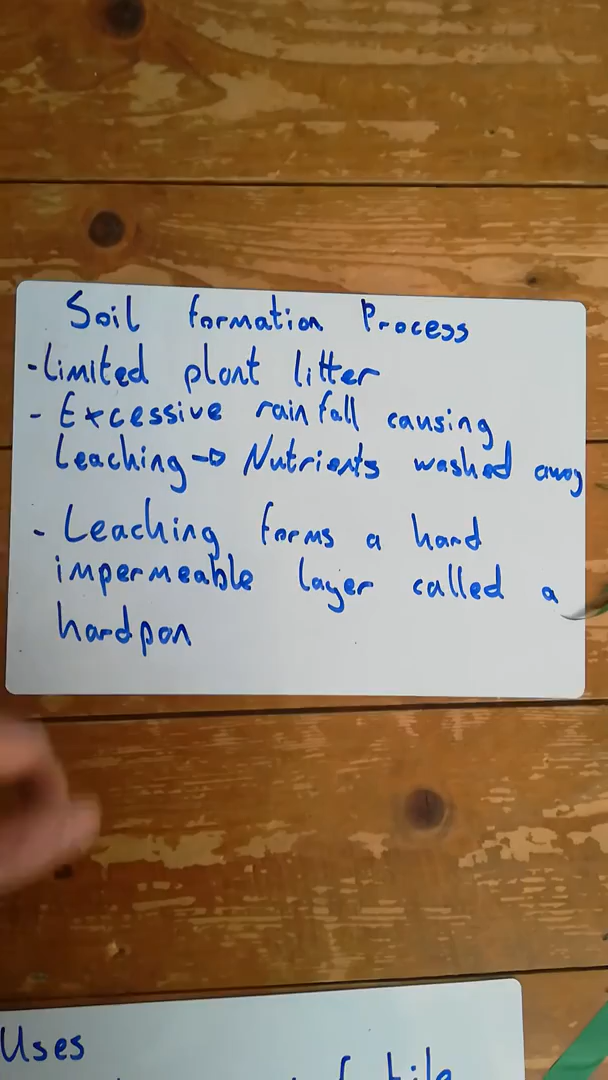 Soil formation Process
- Limited plant litter
- Excessive rainfall causing
Leaching → Nutrients washed away
- Leaching forms a hard
impermeable layer called a
hardpan
Uses